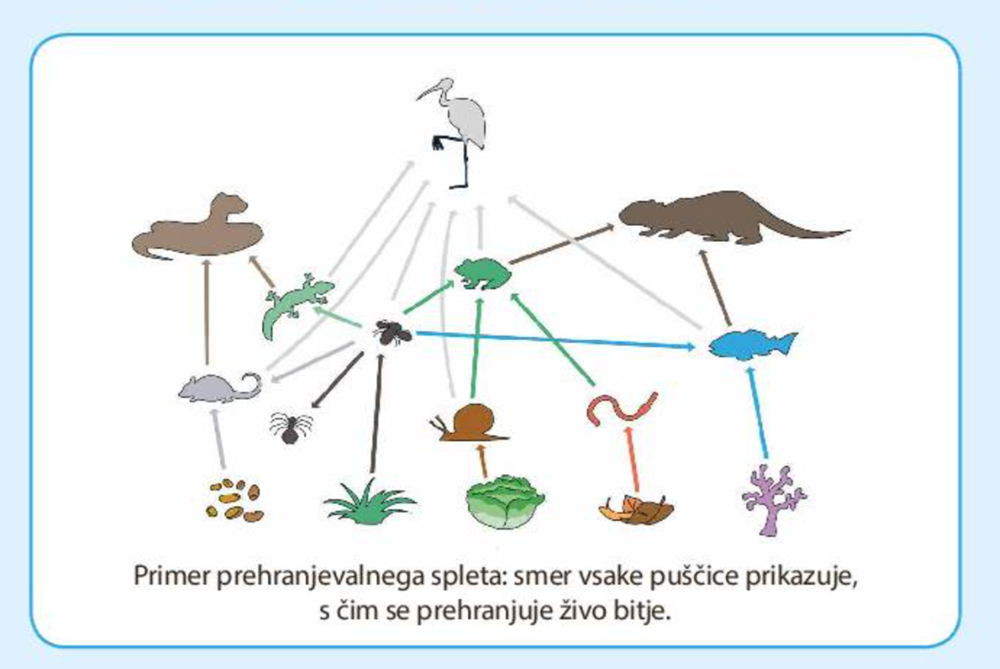 Primer prehranjevalnega spleta: smer vsake puščice prikazuje,
s čim se prehranjuje živo bitje.